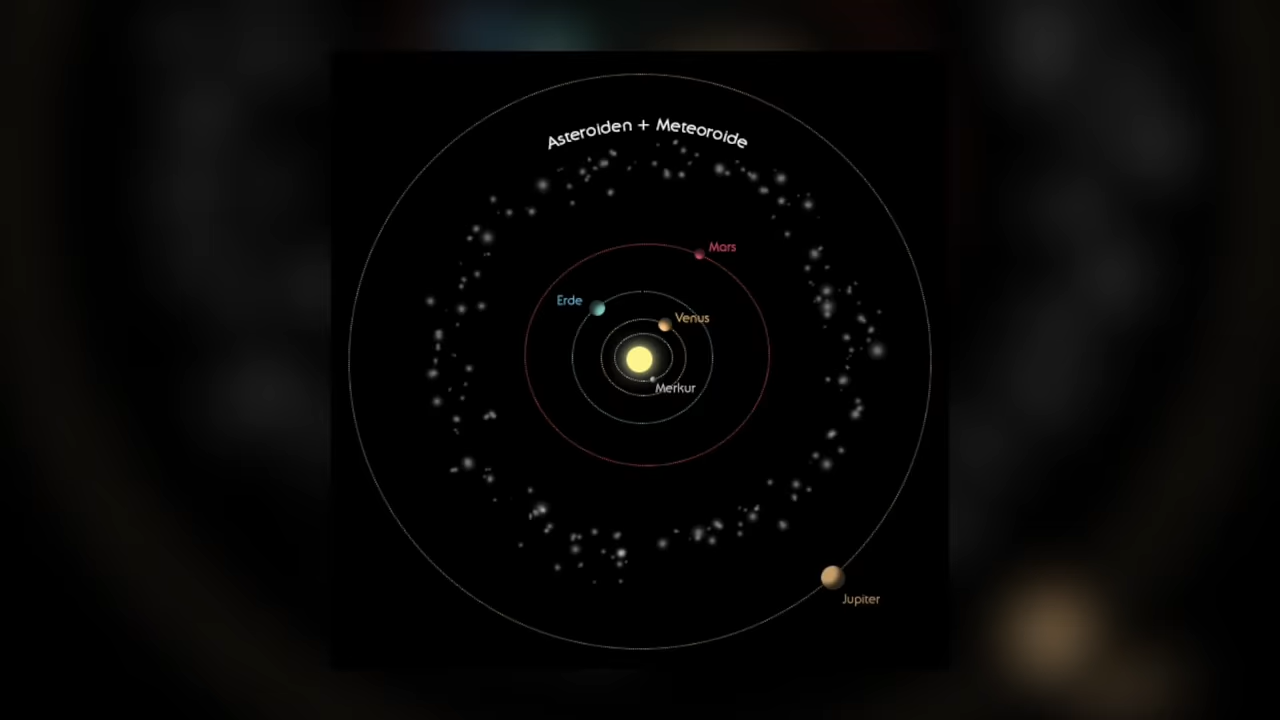 Asteroiden + Meteoroide
Mars
Erde
Venus
Merkur
Jupiter